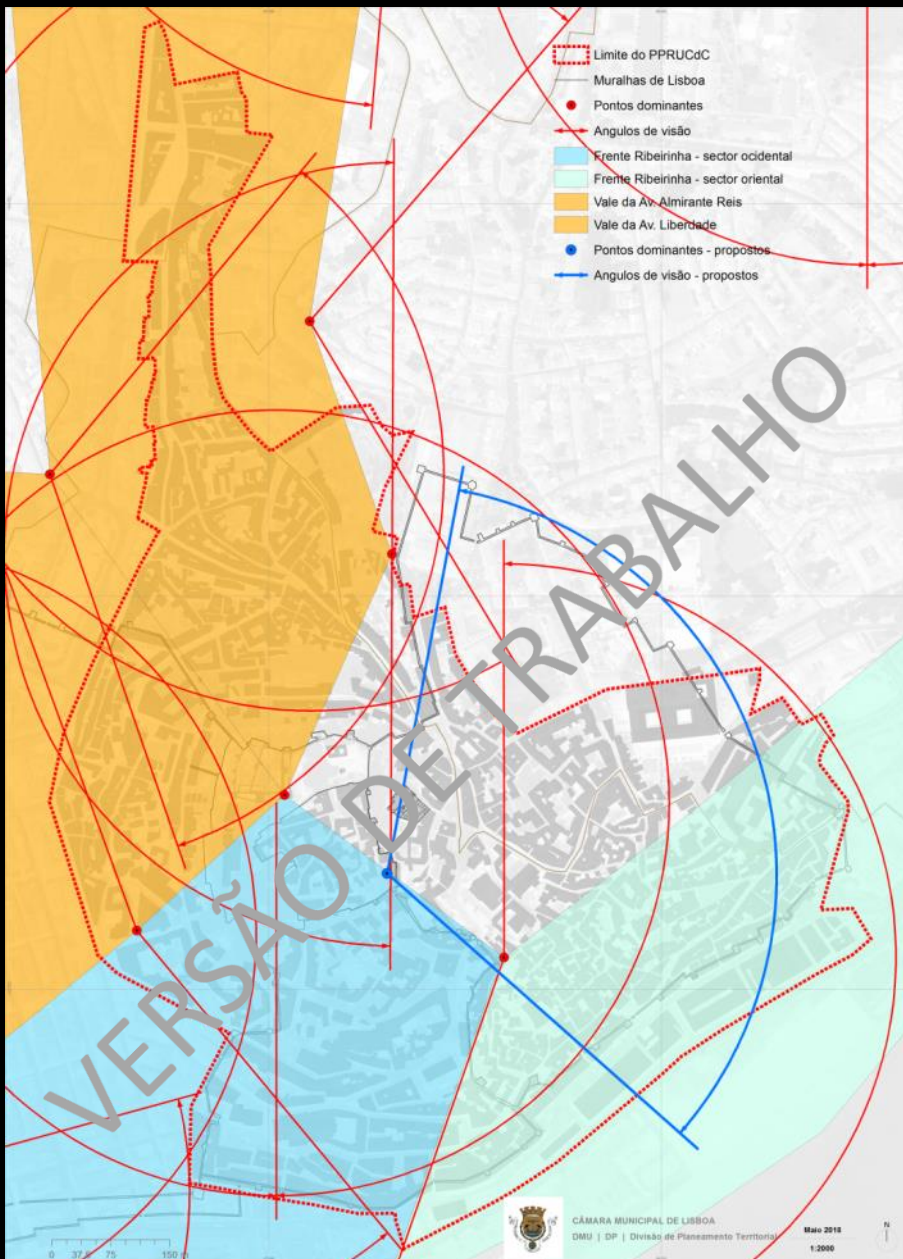 Limite do PPRUCdC
Muralhas de Lisboa
Pontos dominantes
Angulos de visão
Frente Ribeirinha - sector ocidental
Frente Ribeirinha - sector oriental
Vale da Av. Almirante Reis
Vale da Av. Liberdade
Pontos dominantes - propostos
Angulos de visão - propostos
VERSÃO DE TRABALHO
CÂMARA MUNICIPAL DE LISBOA
DMU | DP | Divisão de Planeamento Territorial
Maio 2018
1:2000
N
0 37,5 75 150 m